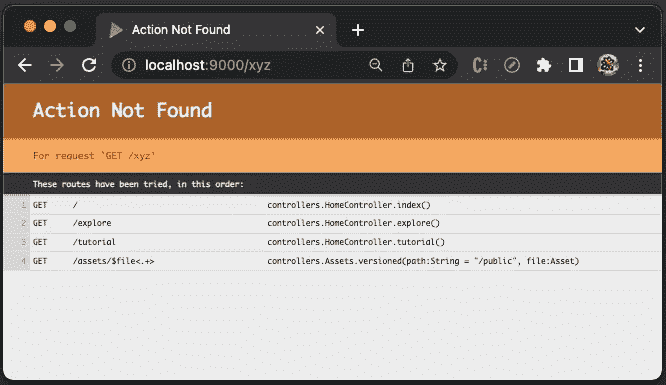 Action Not Found
localhost:9000/xyz
Action Not Found
For request `GET /xyz'
These routes have been tried, in this order:
1 GET / controllers.HomeController.index()
2 GET /explore controllers.HomeController.explore()
3 GET /tutorial controllers.HomeController.tutorial()
4 GET /assets/$file<.+> controllers.Assets.versioned(path:String = "/public", file:Asset)